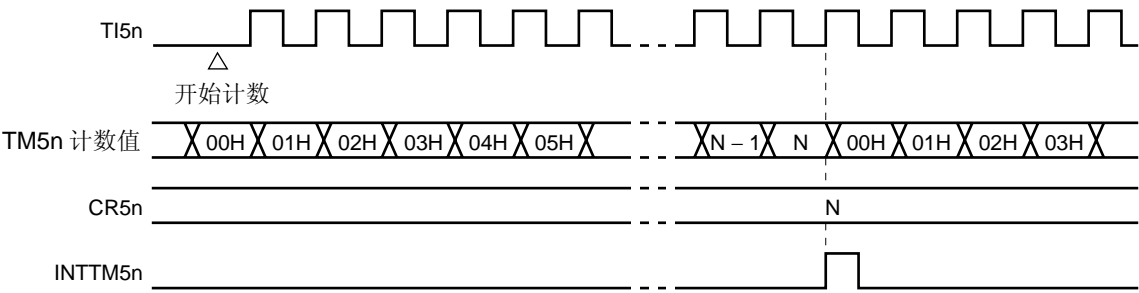 TI5n
开始计数
TM5n 计数值 00H 01H 02H 03H 04H 05H N – 1 N 00H 01H 02H 03H
CR5n N
INTTM5n